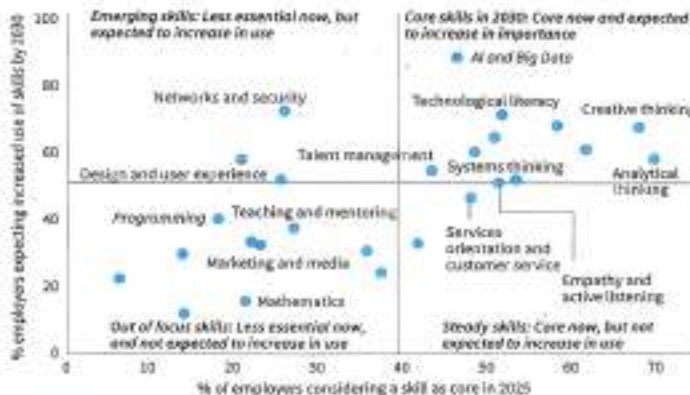 Emerging skills: Less essential now, but
expected to increase in use
Core skills in 2030: Core now and expected
to increase in importance
AI and Big Data
Networks and security
Technological literacy
Creative thinking
Talent management
Systems thinking
Design and user experience
Analytical
thinking
Programming
Teaching and mentoring
Services
orientation and
customer service
Marketing and media
Empathy and
active listening
Mathematics
Out of focus skills: Less essential now,
and not expected to increase in use
Steady skills: Core now, but not
expected to increase in use
% employers expecting increased use of skills by 2030
100
80
60
40
20
0
0 10 20 30 40 50 60 70
% of employers considering a skill as core in 2025